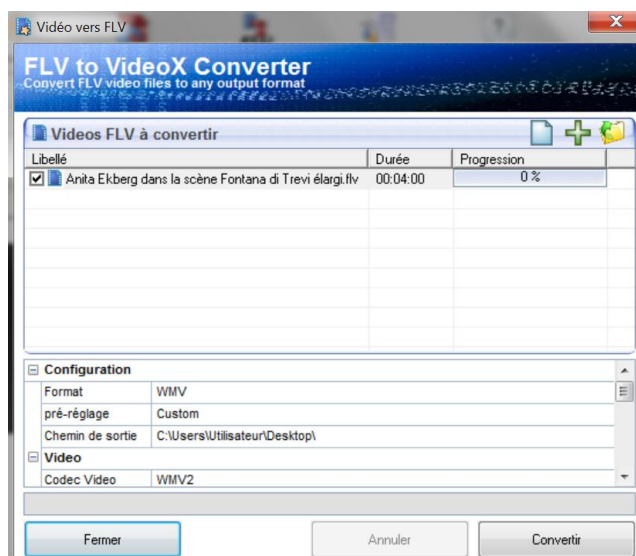 Vidéo vers FLV
FLV to VideoX Converter
Convert FLV video files to any output format
Videos FLV à convertir
Libellé Durée Progression
Anita Ekberg dans la scène Fontana di Trevi élargi.flv 00:04:00 0 %
Configuration
Format WMV
pré-réglage Custom
Chemin de sortie C:\Users\Utilisateur\Desktop\
Video
Codec Video WMV2
Fermer Annuler Convertir